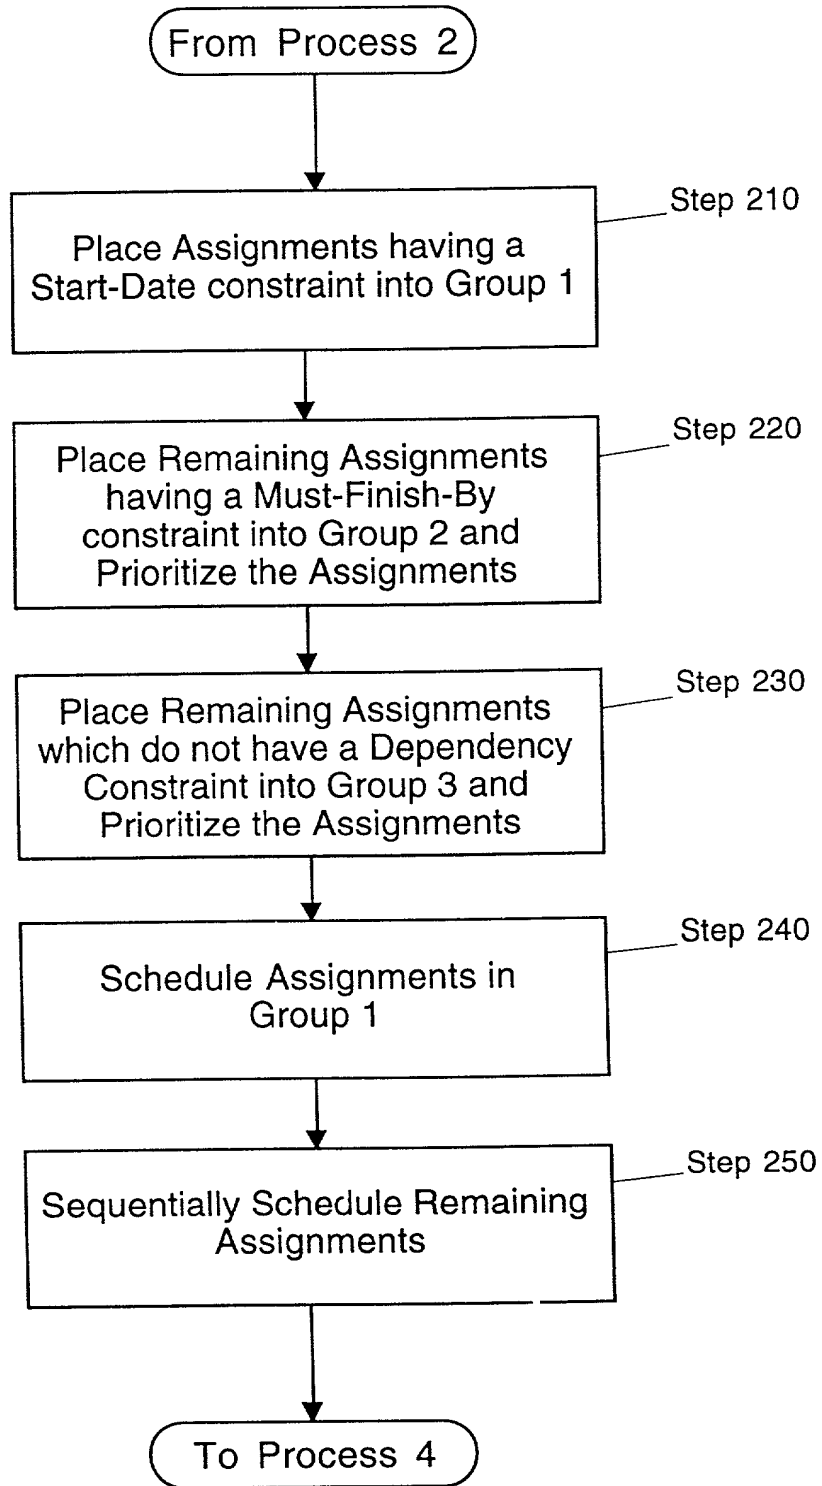 From Process 2
Step 210
Place Assignments having a
Start-Date constraint into Group 1
Step 220
Place Remaining Assignments
having a Must-Finish-By
constraint into Group 2 and
Prioritize the Assignments
Step 230
Place Remaining Assignments
which do not have a Dependency
Constraint into Group 3 and
Prioritize the Assignments
Step 240
Schedule Assignments in
Group 1
Step 250
Sequentially Schedule Remaining
Assignments
To Process 4